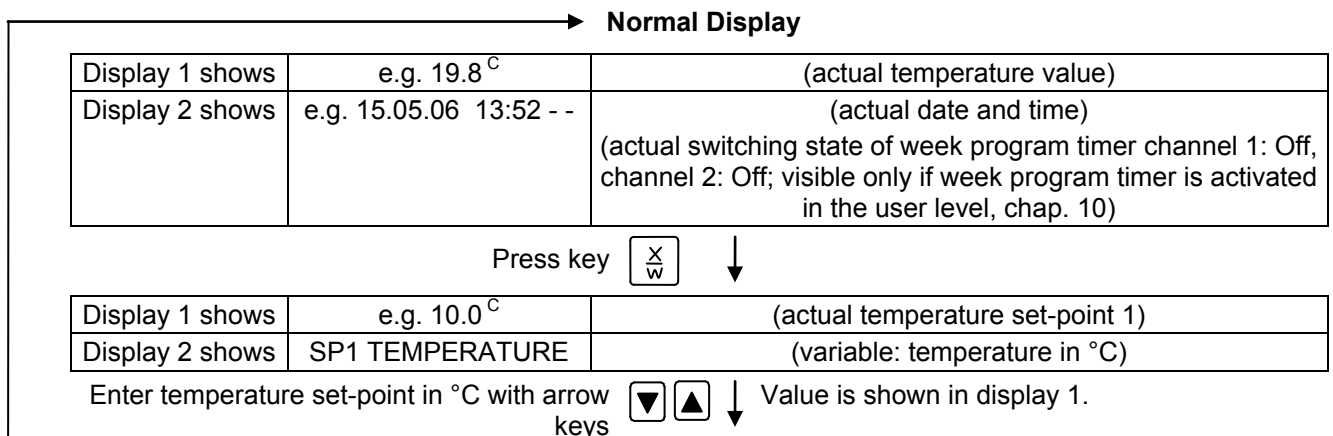 Normal Display
Display 1 shows e.g. 19.8 C (actual temperature value)
Display 2 shows e.g. 15.05.06 13:52 - - (actual date and time)
(actual switching state of week program timer channel 1: Off,
channel 2: Off; visible only if week program timer is activated
in the user level, chap. 10)
Press key X W
Display 1 shows e.g. 10.0 C (actual temperature set-point 1)
Display 2 shows SP1 TEMPERATURE (variable: temperature in °C)
Enter temperature set-point in °C with arrow ▼ ▲ Value is shown in display 1.
keys